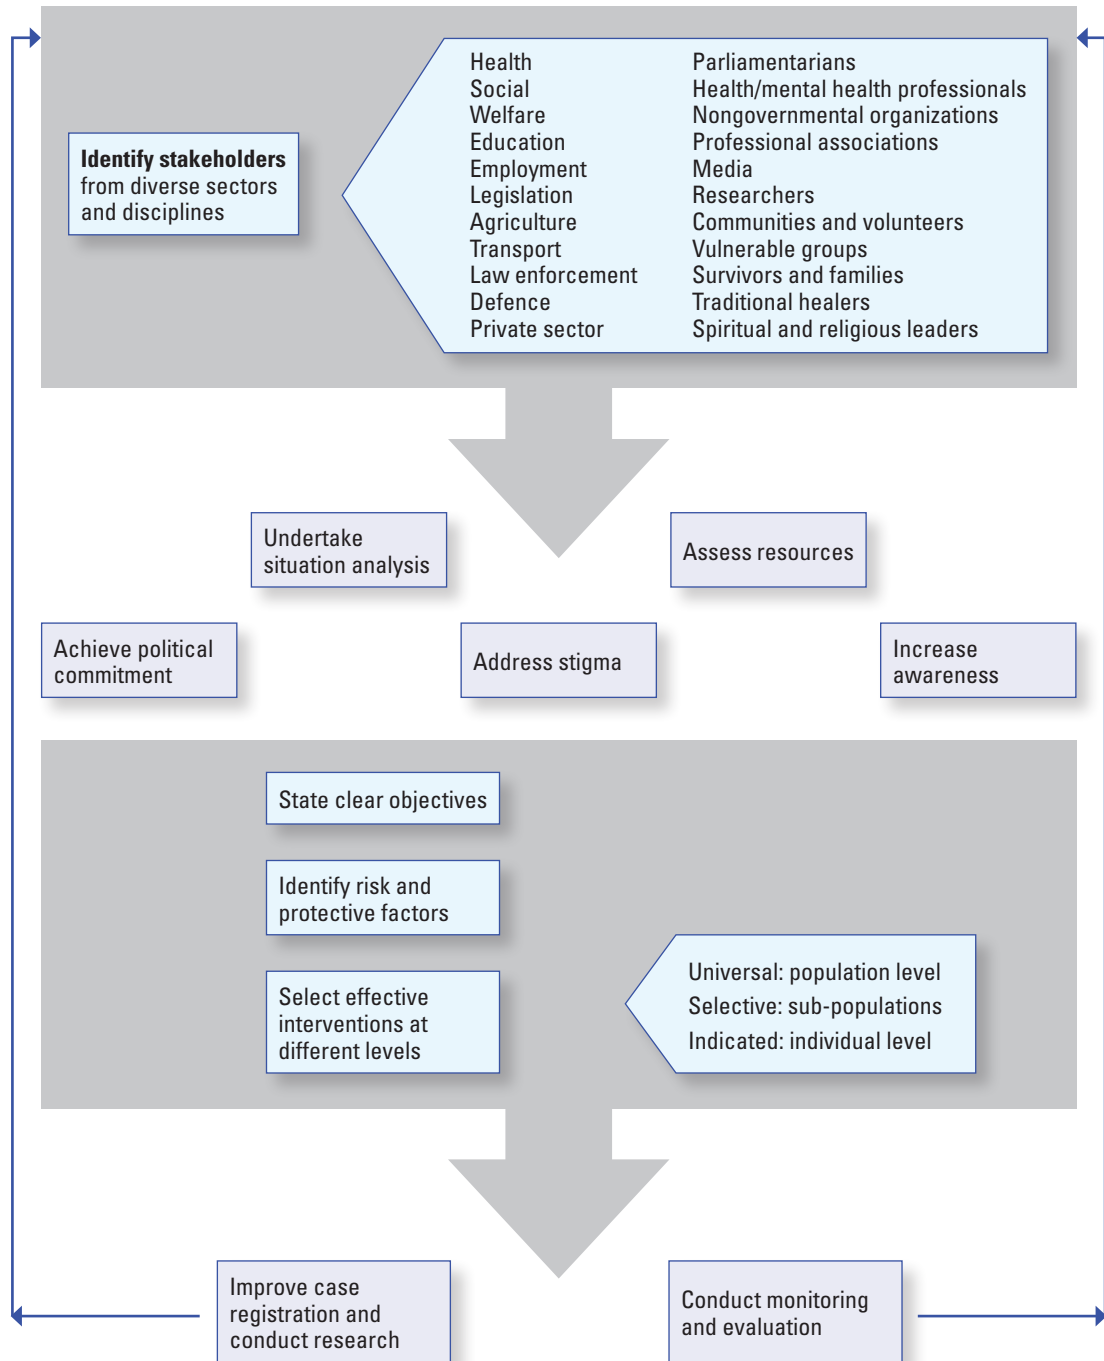 Identify stakeholders
from diverse sectors
and disciplines
Health
Social
Welfare
Education
Employment
Legislation
Agriculture
Transport
Law enforcement
Defence
Private sector
Parliamentarians
Health/mental health professionals
Nongovernmental organizations
Professional associations
Media
Researchers
Communities and volunteers
Vulnerable groups
Survivors and families
Traditional healers
Spiritual and religious leaders
Undertake
situation analysis
Assess resources
Achieve political
commitment
Address stigma
Increase
awareness
State clear objectives
Identify risk and
protective factors
Select effective
interventions at
different levels
Universal: population level
Selective: sub-populations
Indicated: individual level
Improve case
registration and
conduct research
Conduct monitoring
and evaluation